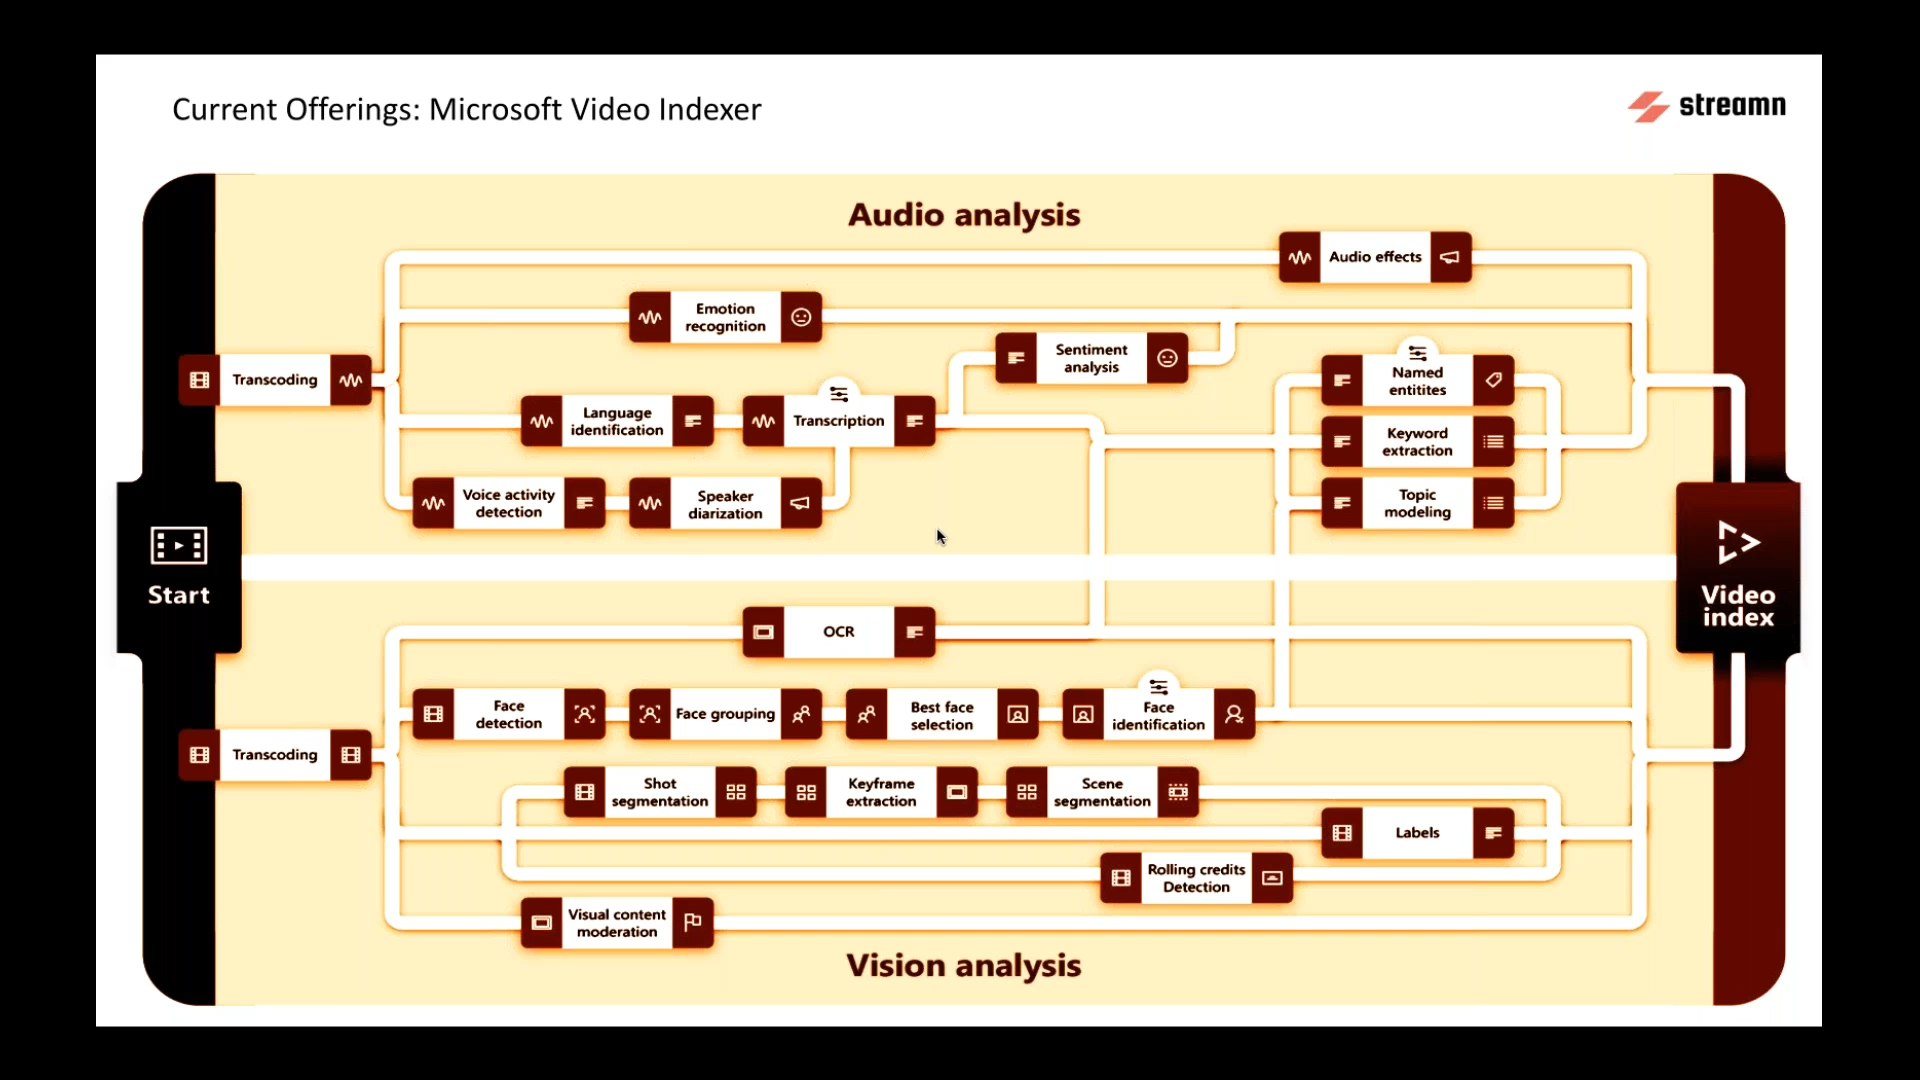 Current Offerings: Microsoft Video Indexer
streamn
Audio analysis
Audio effects
Emotion
recognition
Sentiment
analysis
Named
entitites
Transcoding
Language
identification
Transcription
Keyword
extraction
Voice activity
detection
Speaker
diarization
Topic
modeling
Start
Video
index
OCR
Face
detection
Face grouping
Best face
selection
Face
identification
Transcoding
Shot
segmentation
Keyframe
extraction
Scene
segmentation
Labels
Rolling credits
Detection
Visual content
moderation
Vision analysis